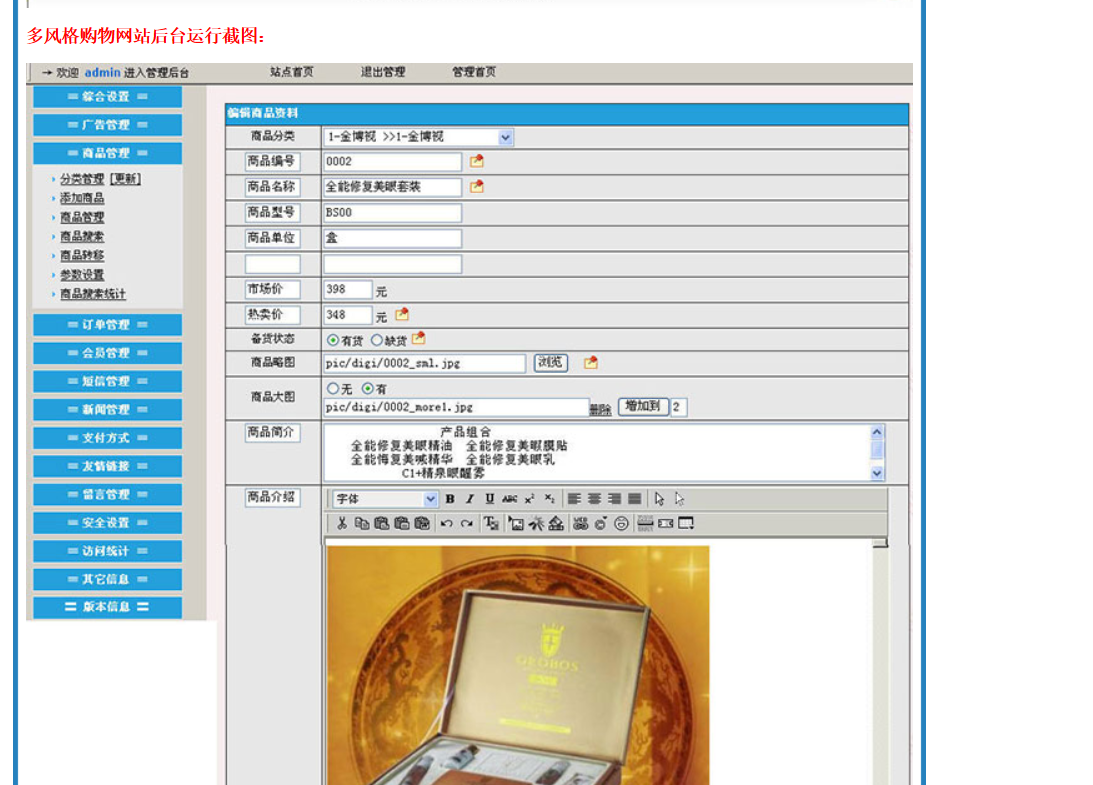 多风格购物网站后台运行截图:
→ 欢迎 admin 进入管理后台 站点首页 退出管理 管理首页
= 综合设置 =
= 广告管理 =
= 商品管理 =
分类管理 [更新]
添加商品
商品管理
商品搜索
商品转移
参数设置
商品搜索统计
= 订单管理 =
= 会员管理 =
= 短信管理 =
= 新闻管理 =
= 支付方式 =
= 友情链接 =
= 留言管理 =
= 安全设置 =
= 访问统计 =
= 其它信息 =
= 版本信息 =
编辑商品资料
商品分类 1-全博视 >>1-全博视
商品编号 0002
商品名称 全能修复美眼套装
商品型号 BS00
商品单位 盒
市场价 398 元
热卖价 348 元
备货状态 有货 缺货
商品略图 pic/digi/0002_sml.jpg 浏览
商品大图 无 有
pic/digi/0002_more1.jpg 删除 增加到 2
商品简介 产品组合
全能修复美眼精油 全能修复美眼膜贴
全能修复美眼精华 全能修复美眼乳
C1+精泉眼醒雾
商品介绍 字体 B I U ABC x² x₂
OROBOS